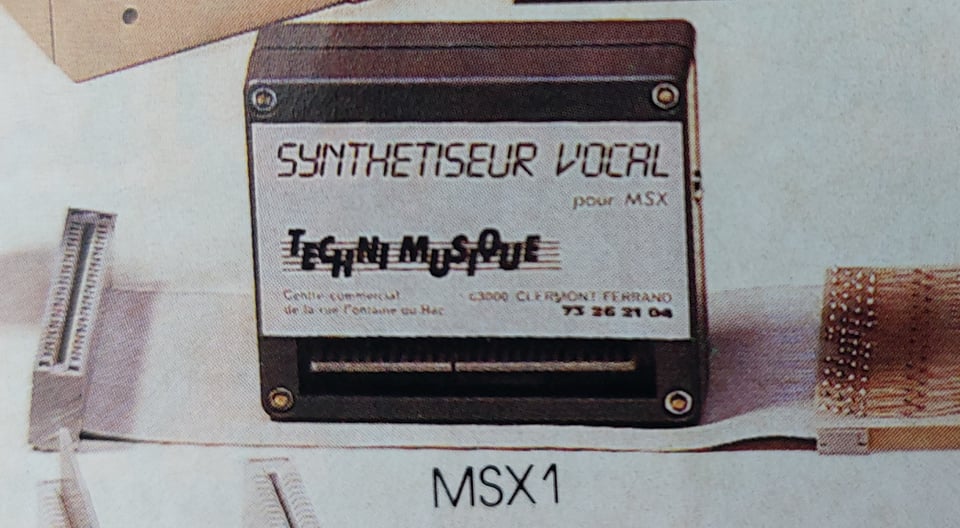 SYNTHETISEUR VOCAL
pour MSX
TECHNI MUSIQUE
Centre commercial
de la rue Fontaine du Bac
63000 CLERMONT FERRAND
73 26 21 04
MSX1